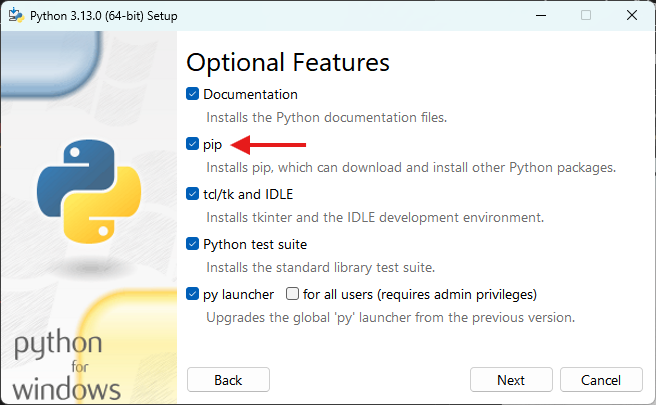 Python 3.13.0 (64-bit) Setup
Optional Features
Documentation
Installs the Python documentation files.
pip
Installs pip, which can download and install other Python packages.
tcl/tk and IDLE
Installs tkinter and the IDLE development environment.
Python test suite
Installs the standard library test suite.
py launcher for all users (requires admin privileges)
Upgrades the global 'py' launcher from the previous version.
python
for
windows
Back Next Cancel